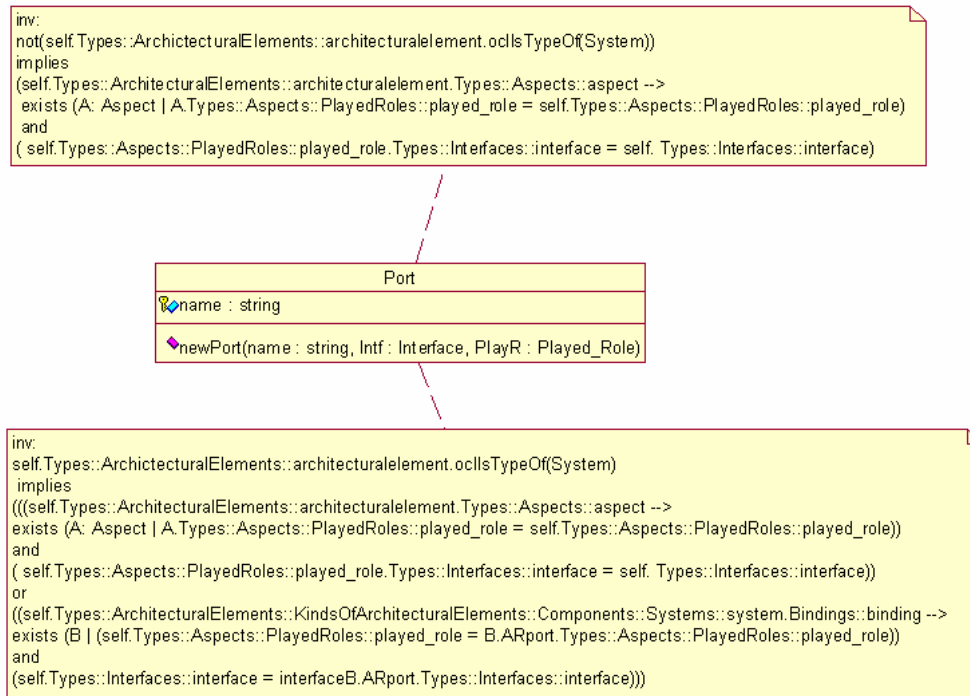 inv:
not(self.Types::ArchictecturalElements::architecturalelement.oclIsTypeOf(System))
implies
(self.Types::ArchitecturalElements::architecturalelement.Types::Aspects::aspect -->
exists (A: Aspect | A.Types::Aspects::PlayedRoles::played_role = self.Types::Aspects::PlayedRoles::played_role)
and
( self.Types::Aspects::PlayedRoles::played_role.Types::Interfaces::interface = self. Types::Interfaces::interface)
Port
name : string
newPort(name : string, Intf : Interface, PlayR : Played_Role)
inv:
self.Types::ArchictecturalElements::architecturalelement.oclIsTypeOf(System)
implies
(((self.Types::ArchitecturalElements::architecturalelement.Types::Aspects::aspect -->
exists (A: Aspect | A.Types::Aspects::PlayedRoles::played_role = self.Types::Aspects::PlayedRoles::played_role))
and
( self.Types::Aspects::PlayedRoles::played_role.Types::Interfaces::interface = self. Types::Interfaces::interface))
or
((self.Types::ArchitecturalElements::KindsOfArchitecturalElements::Components::Systems::system.Bindings::binding -->
exists (B | (self.Types::Aspects::PlayedRoles::played_role = B.ARport.Types::Aspects::PlayedRoles::played_role))
and
(self.Types::Interfaces::interface = interfaceB.ARport.Types::Interfaces::interface)))